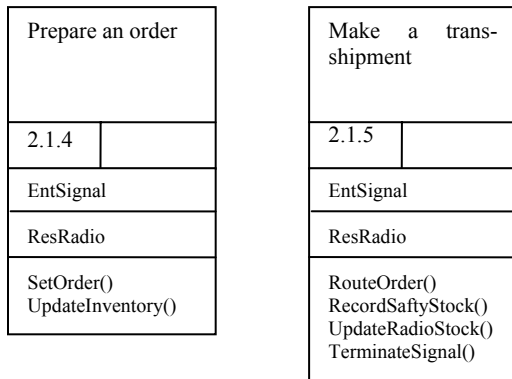 Prepare an order
2.1.4
EntSignal
ResRadio
SetOrder()
UpdateInventory()
Make a trans-
shipment
2.1.5
EntSignal
ResRadio
RouteOrder()
RecordSaftyStock()
UpdateRadioStock()
TerminateSignal()